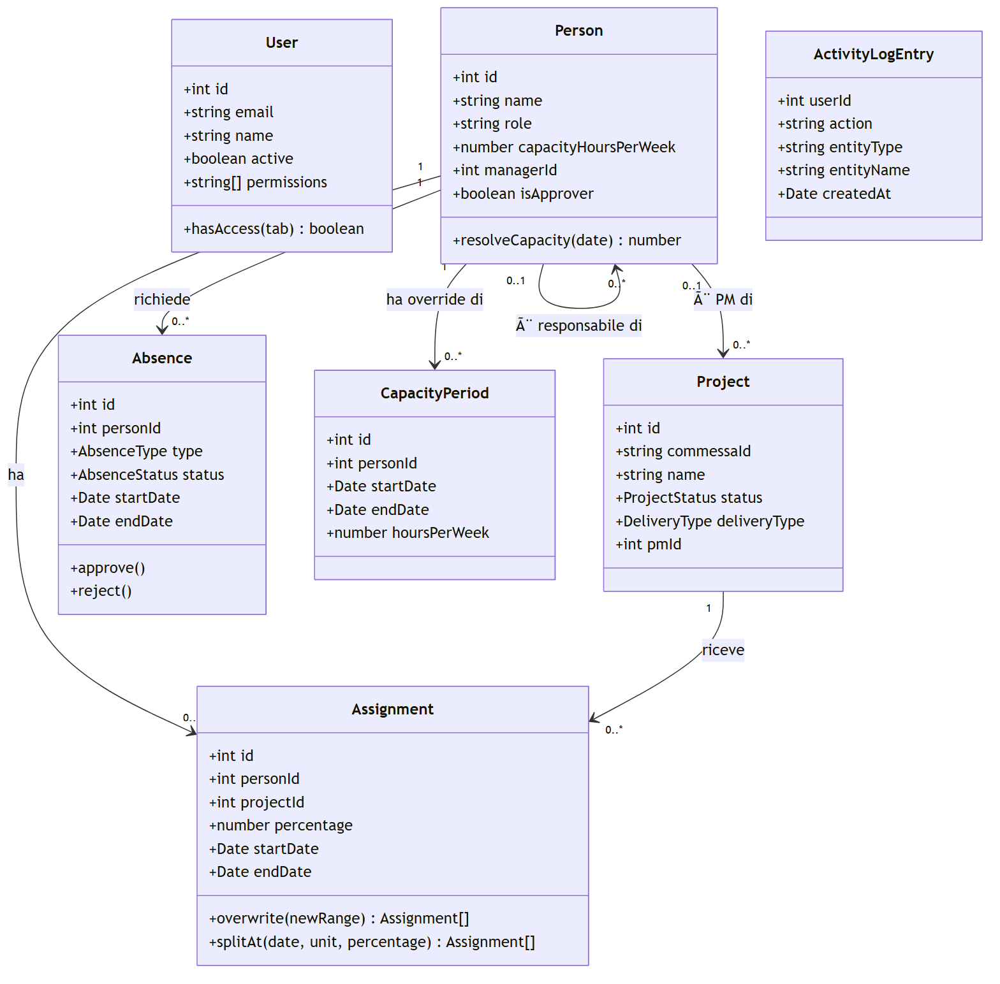 User
+int id
+string email
+string name
+boolean active
+string[] permissions
+hasAccess(tab) : boolean
Person
+int id
+string name
+string role
+number capacityHoursPerWeek
+int managerId
+boolean isApprover
+resolveCapacity(date) : number
ActivityLogEntry
+int userId
+string action
+string entityType
+string entityName
+Date createdAt
1
1
1
0..1
0..*
0..1
richiede
ha override di
Ã¨ responsabile di
Ã¨ PM di
0..*
0..*
0..*
ha
Absence
+int id
+int personId
+AbsenceType type
+AbsenceStatus status
+Date startDate
+Date endDate
+approve()
+reject()
CapacityPeriod
+int id
+int personId
+Date startDate
+Date endDate
+number hoursPerWeek
Project
+int id
+string commessaId
+string name
+ProjectStatus status
+DeliveryType deliveryType
+int pmId
1
riceve
0..
0..*
Assignment
+int id
+int personId
+int projectId
+number percentage
+Date startDate
+Date endDate
+overwrite(newRange) : Assignment[]
+splitAt(date, unit, percentage) : Assignment[]